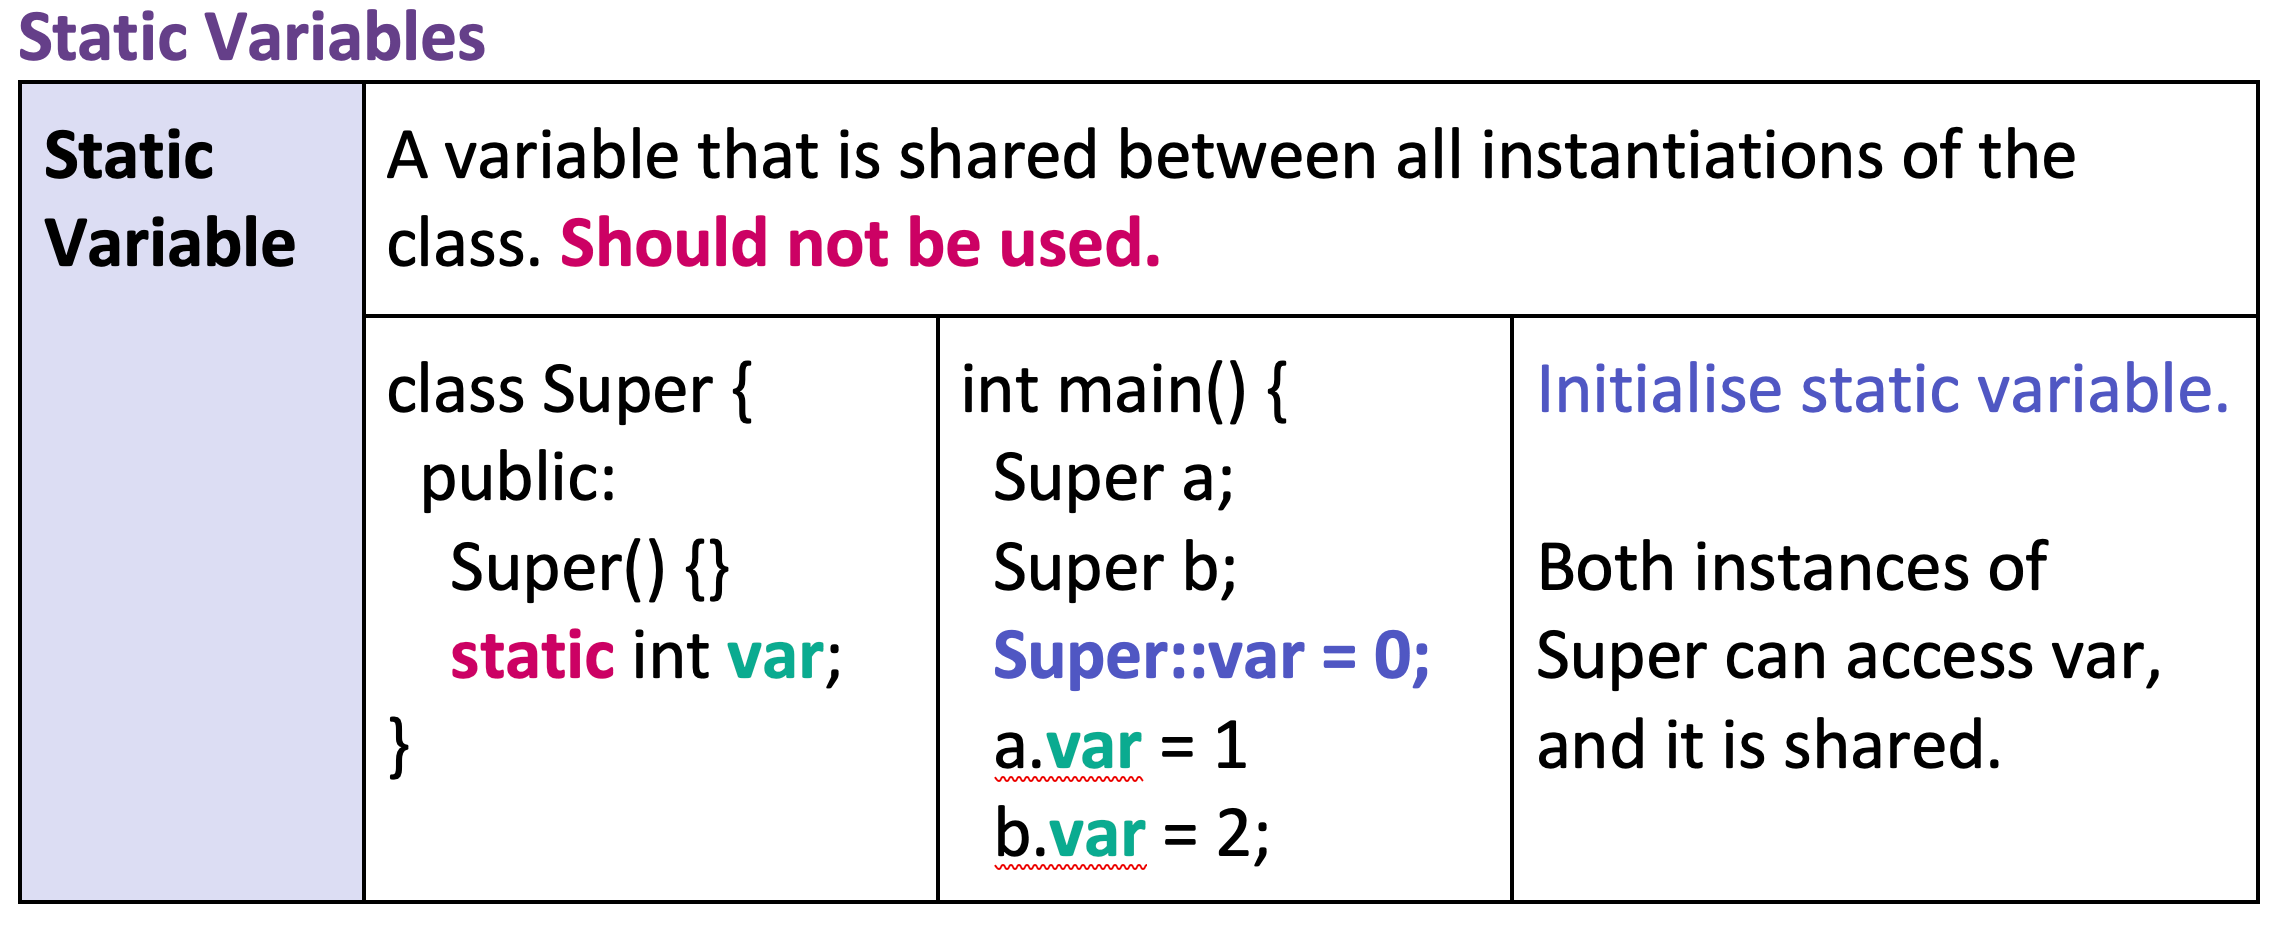 Static Variables
Static
Variable
A variable that is shared between all instantiations of the
class. Should not be used.
class Super {
public:
Super() {}
static int var;
}
int main() {
Super a;
Super b;
Super::var = 0;
a.var = 1
b.var = 2;
Initialise static variable.
Both instances of
Super can access var,
and it is shared.